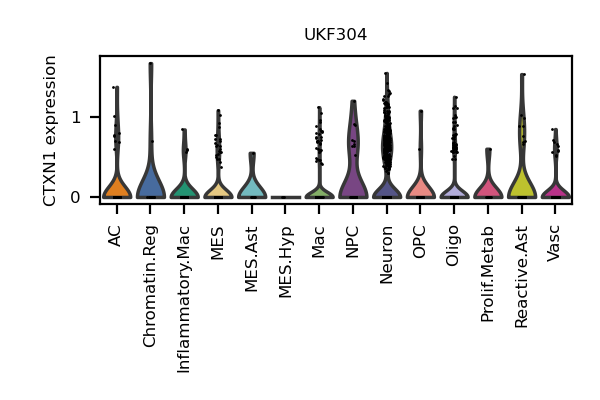 UKF304
CTXN1 expression
1
0
AC
Chromatin.Reg
Inflammatory.Mac
MES
MES.Ast
MES.Hyp
Mac
NPC
Neuron
OPC
Oligo
Prolif.Metab
Reactive.Ast
Vasc